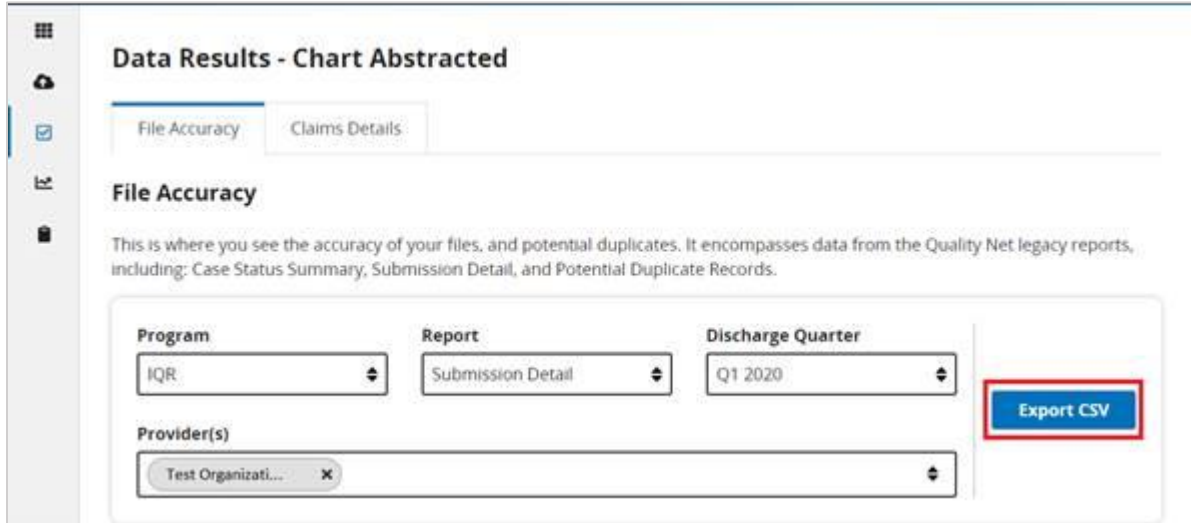 Data Results - Chart Abstracted
File Accuracy
Claims Details
File Accuracy
This is where you see the accuracy of your files, and potential duplicates. It encompasses data from the Quality Net legacy reports,
including: Case Status Summary, Submission Detail, and Potential Duplicate Records.
Program
Report
Discharge Quarter
IQR
Submission Detail
Q1 2020
Export CSV
Provider(s)
Test Organizati...